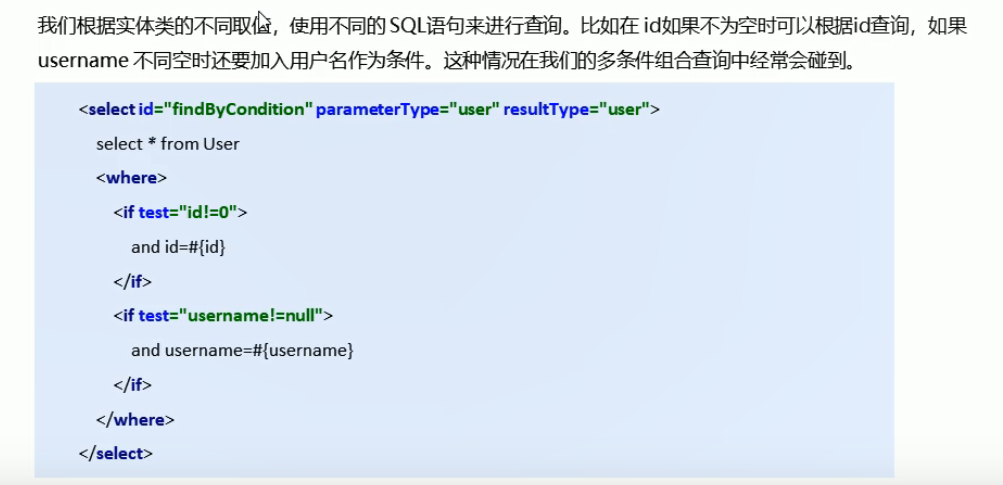 我们根据实体类的不同取值，使用不同的 SQL语句来进行查询。比如在 id如果不为空时可以根据id查询，如果
username 不同空时还要加入用户名作为条件。这种情况在我们的多条件组合查询中经常会碰到。
<select id="findByCondition" parameterType="user" resultType="user">
select * from User
<where>
<if test="id!=0">
and id=#{id}
</if>
<if test="username!=null">
and username=#{username}
</if>
</where>
</select>